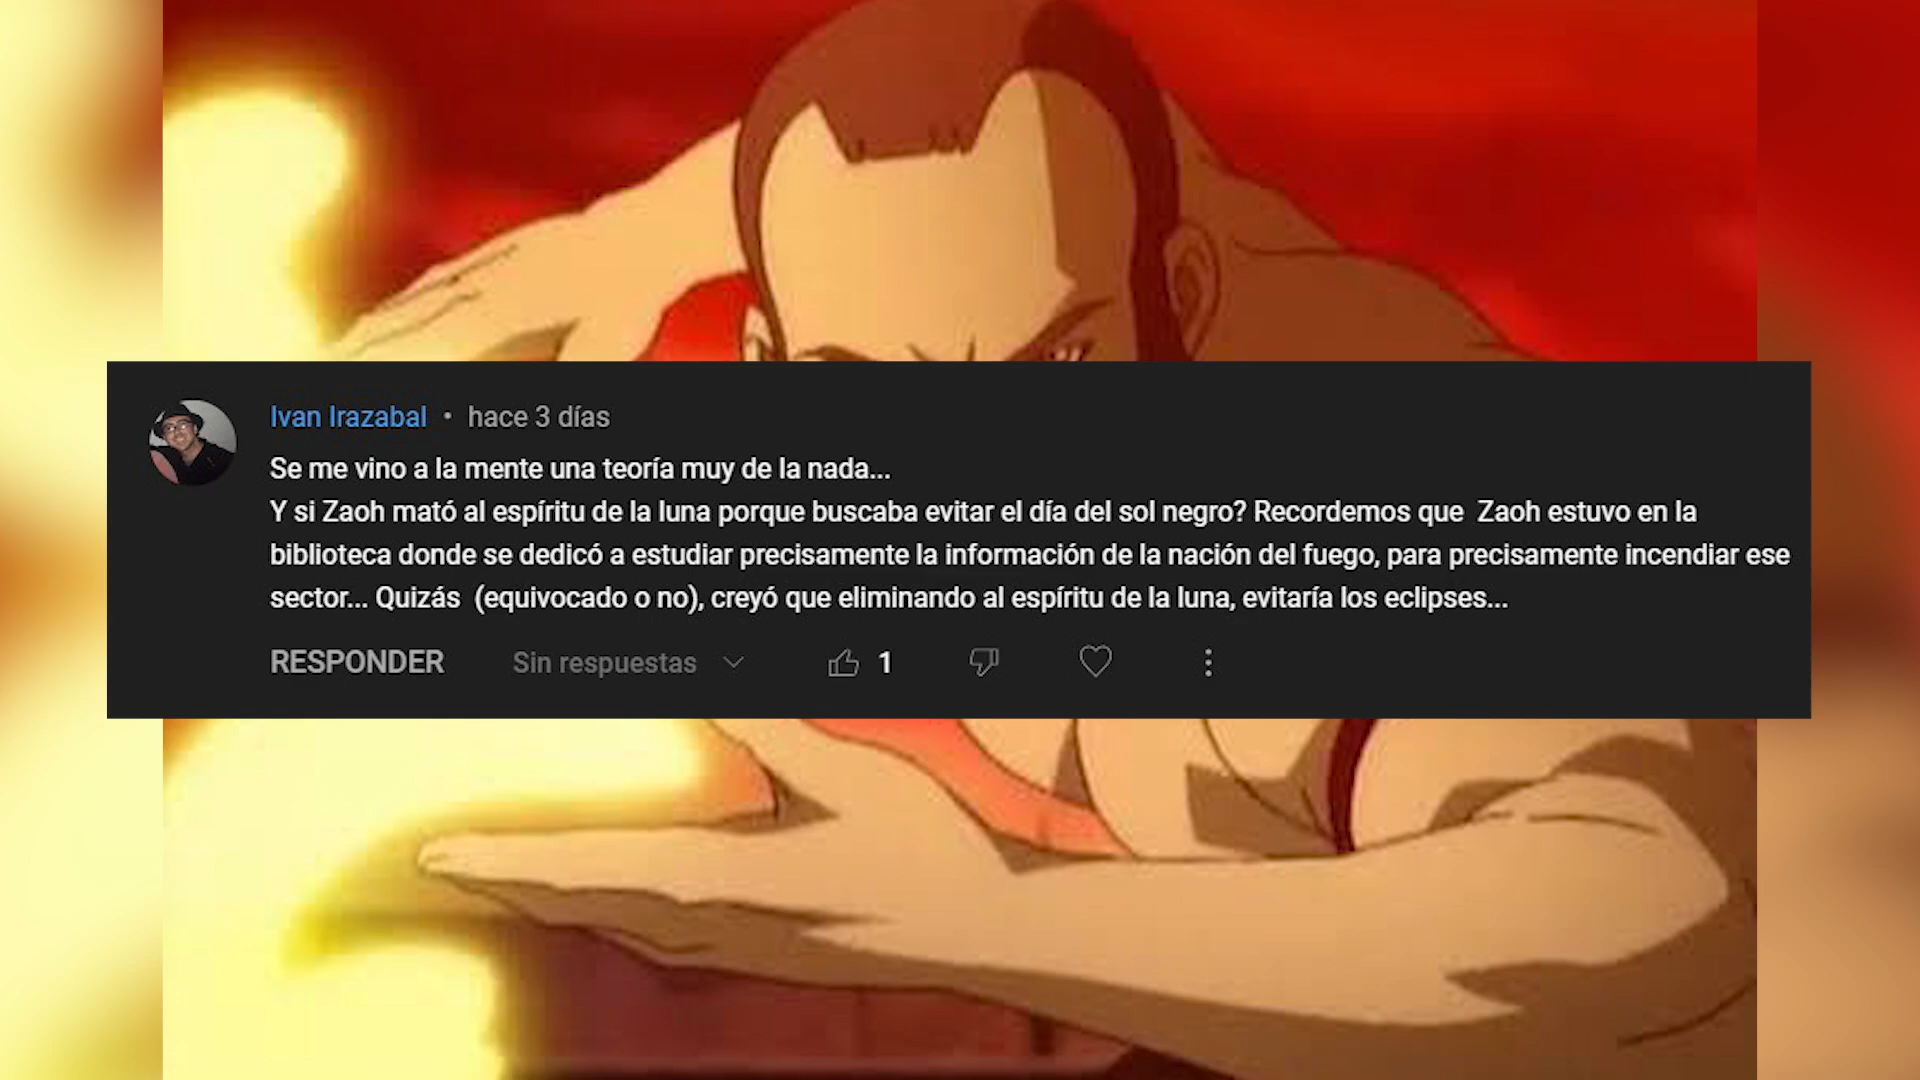 Ivan Irazabal • hace 3 días
Se me vino a la mente una teoría muy de la nada...
Y si Zaoh mató al espíritu de la luna porque buscaba evitar el día del sol negro? Recordemos que  Zaoh estuvo en la
biblioteca donde se dedicó a estudiar precisamente la información de la nación del fuego, para precisamente incendiar ese
sector... Quizás  (equivocado o no), creyó que eliminando al espíritu de la luna, evitaría los eclipses...
RESPONDER Sin respuestas 1